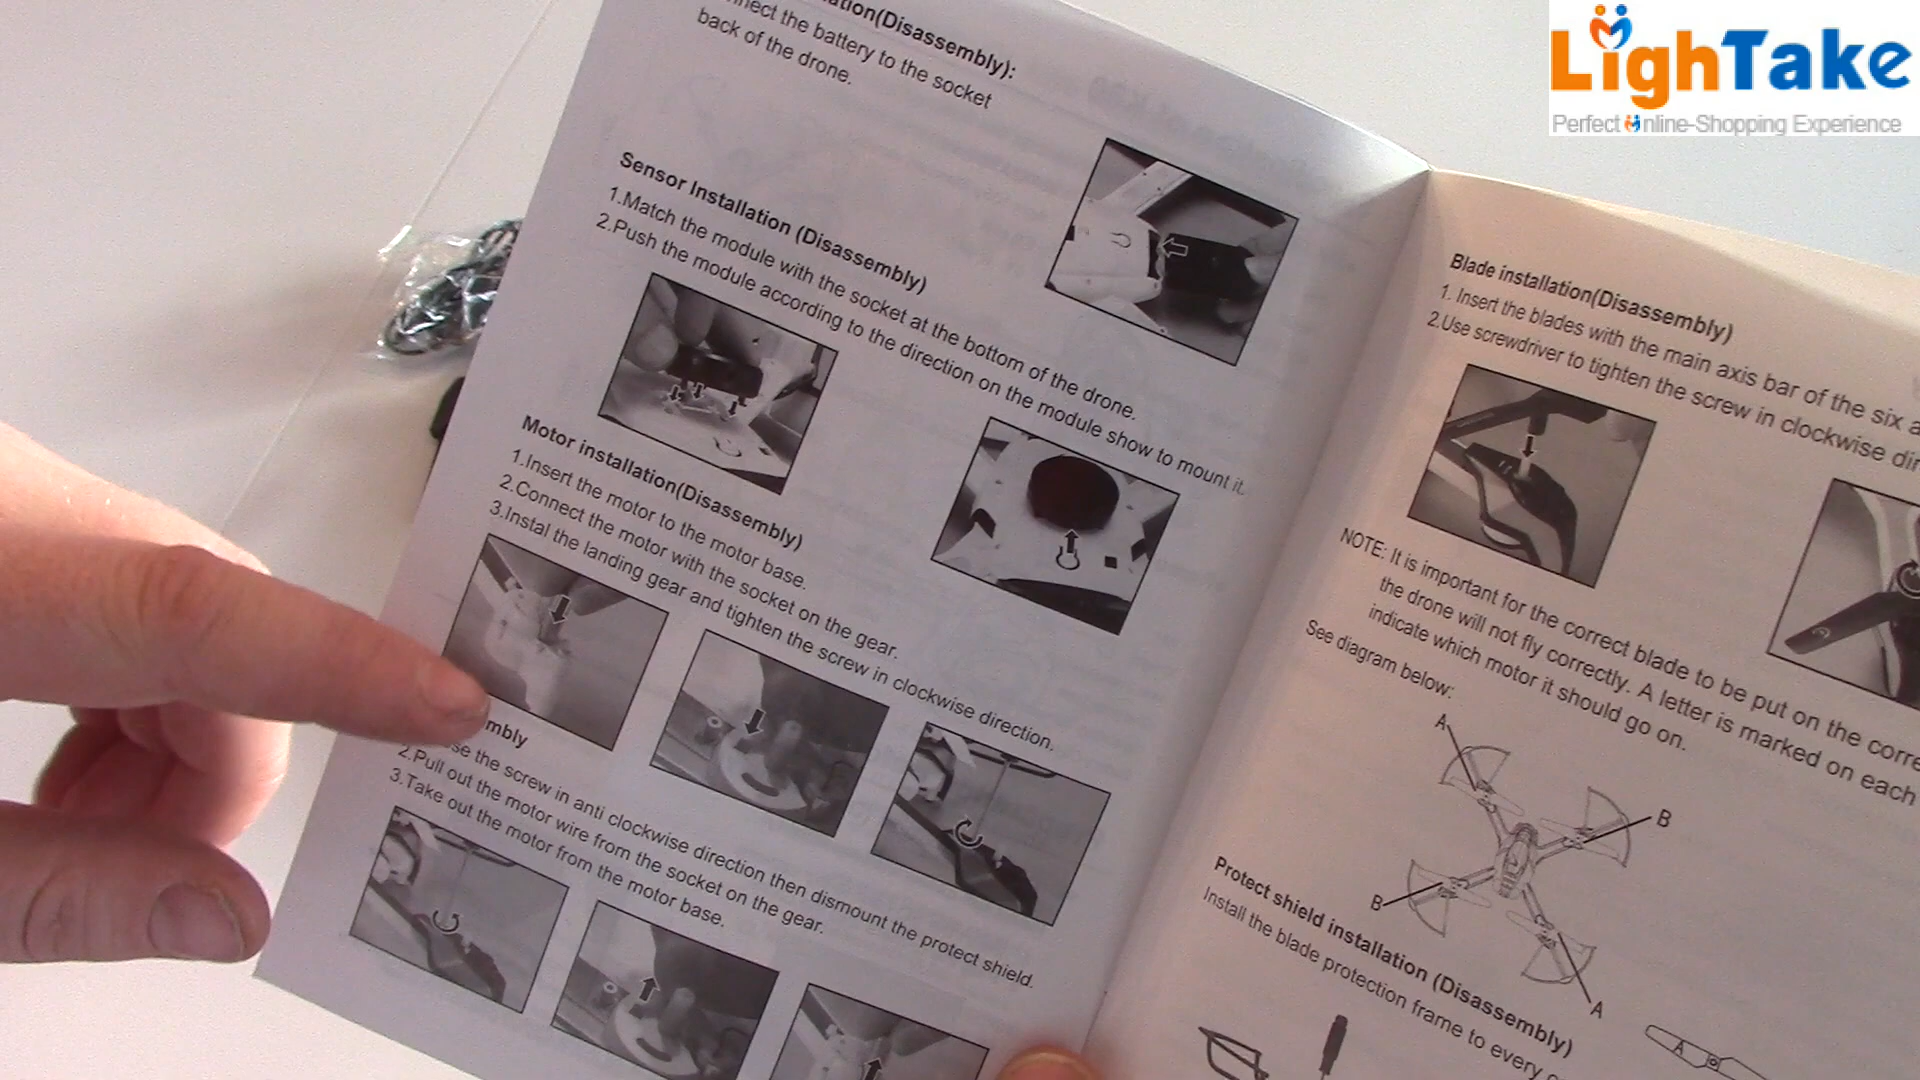 LighTake
Perfect Online-Shopping Experience
(Disassembly):
the battery to the socket
back of the drone.
Sensor Installation (Disassembly)
1.Match the module with the socket at the bottom of the drone.
2.Push the module according to the direction on the module show to mount it.
Motor installation(Disassembly)
1.Insert the motor to the motor base.
2.Connect the motor with the socket on the gear.
3.Instal the landing gear and tighten the screw in clockwise direction.
the screw in anti clockwise direction then dismount the protect shield.
2.Pull out the motor wire from the socket on the gear.
3.Take out the motor from the motor base.
Blade installation(Disassembly)
1. Insert the blades with the main axis bar of the six
2.Use screwdriver to tighten the screw in clockwise
NOTE: It is important for the correct blade to be put on the
the drone will not fly correctly. A letter is marked on each
indicate which motor it should go on.
See diagram below:
A
B
B
A
Protect shield installation (Disassembly)
Install the blade protection frame to every
A